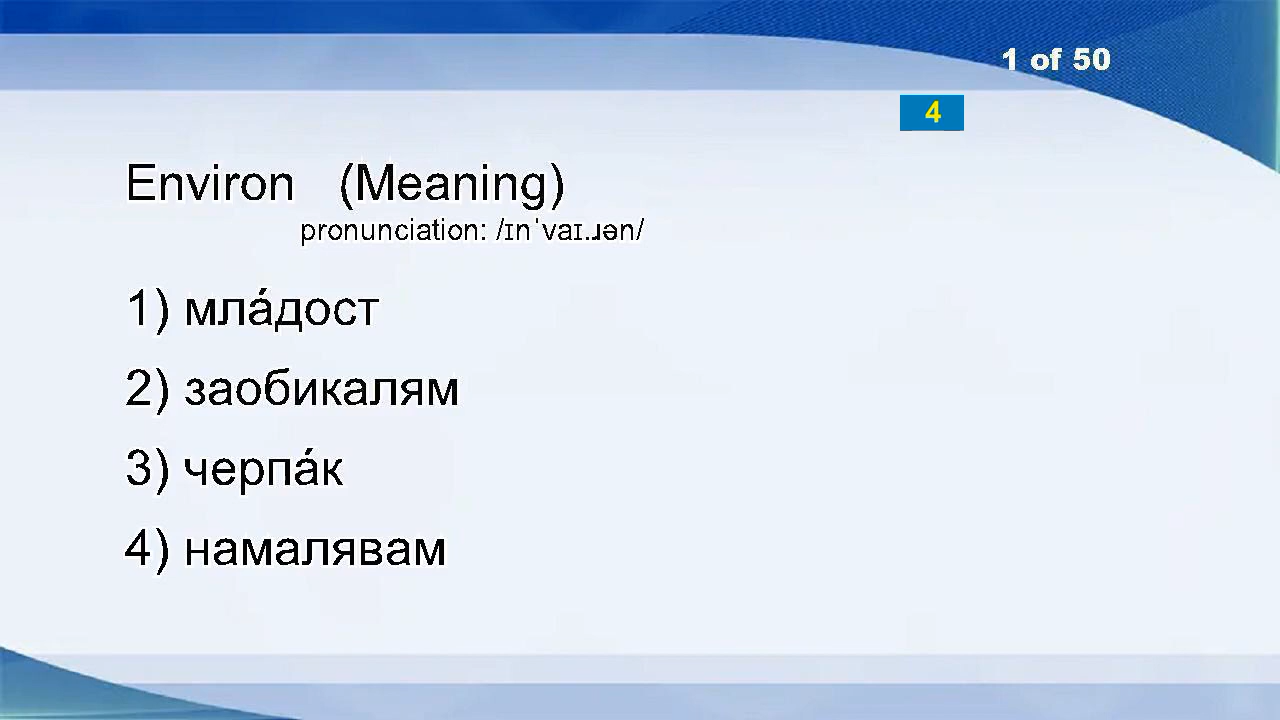 1 of 50
4
Environ (Meaning)
pronunciation: /ɪnˈvaɪ.ɹən/
1) мла́дост
2) заобикалям
3) черпа́к
4) намалявам